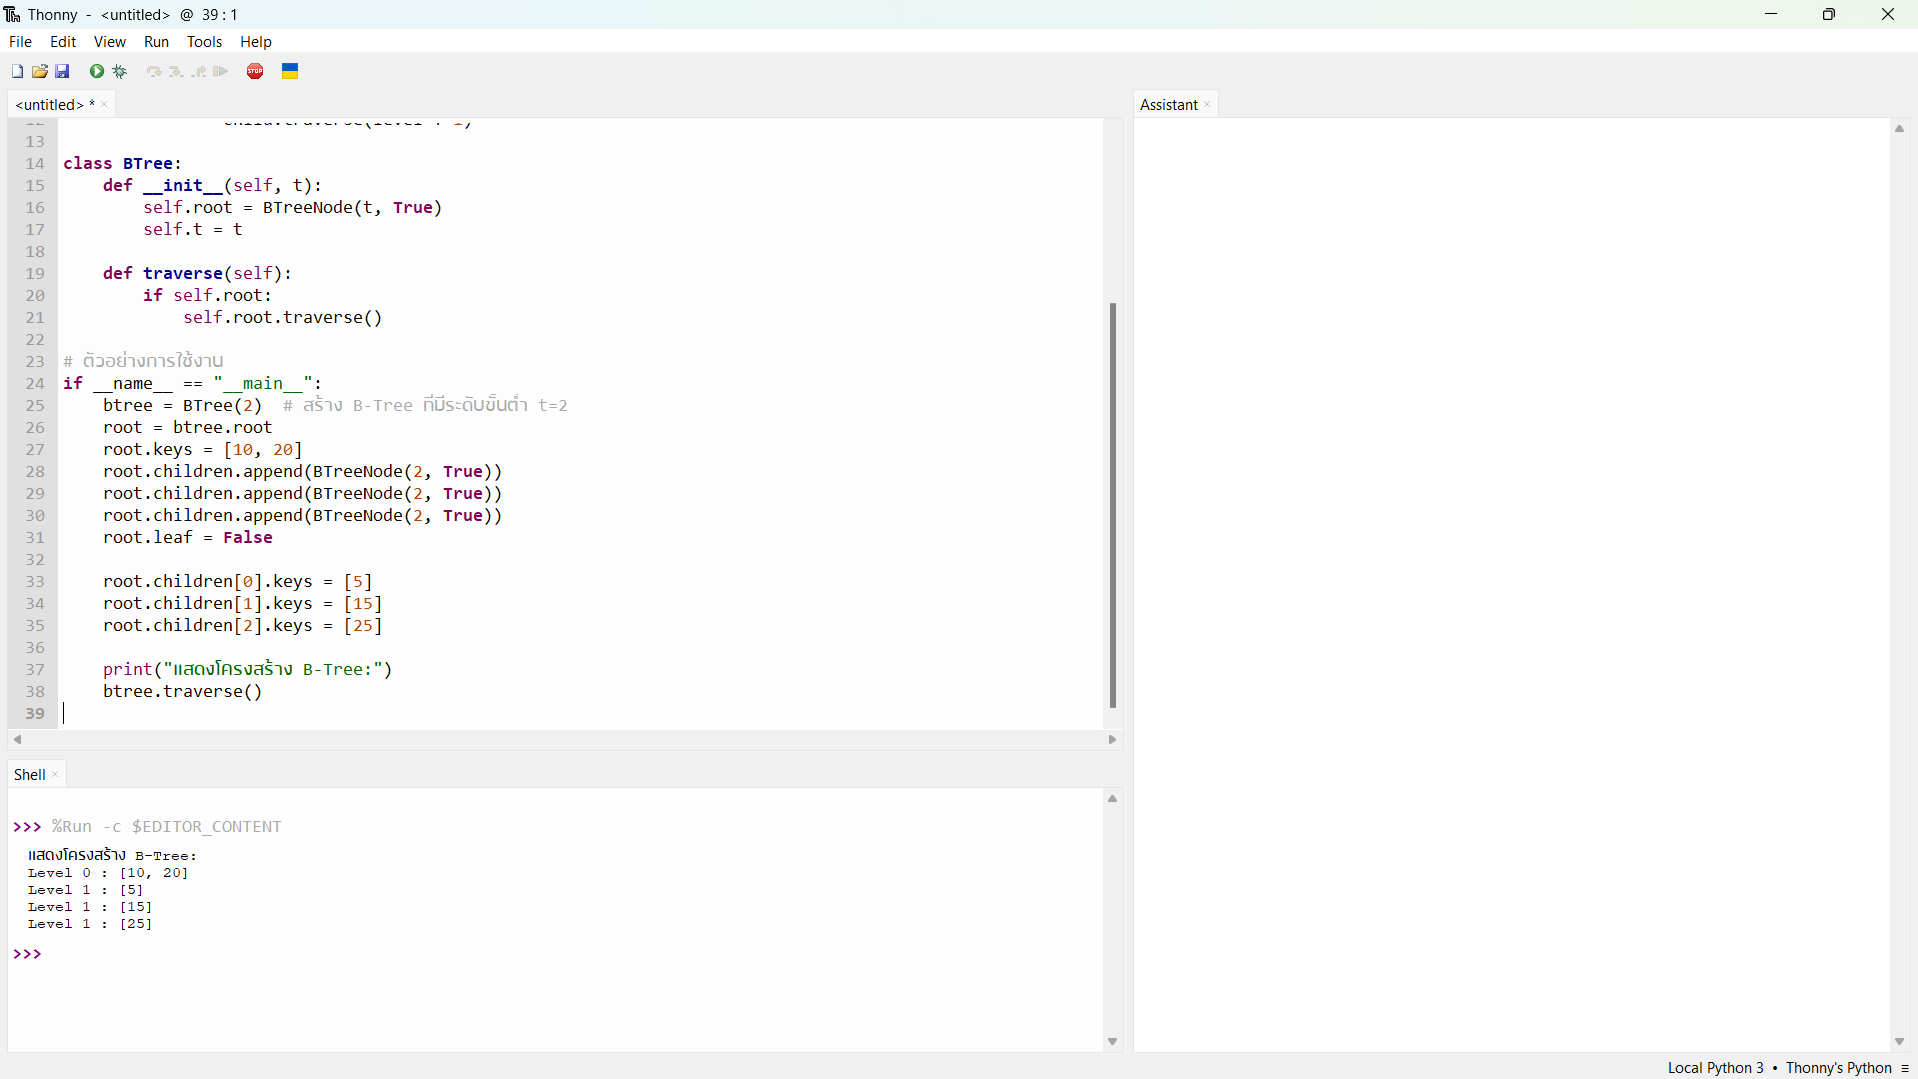 Thonny - <untitled> @ 39 : 1
File Edit View Run Tools Help
<untitled> * ×
13
14 class BTree:
15     def __init__(self, t):
16         self.root = BTreeNode(t, True)
17         self.t = t
18
19     def traverse(self):
20         if self.root:
21             self.root.traverse()
22
23 # ตัวอย่างการใช้งาน
24 if __name__ == "__main__":
25     btree = BTree(2)  # สร้าง B-Tree ที่มีระดับขั้นต่ำ t=2
26     root = btree.root
27     root.keys = [10, 20]
28     root.children.append(BTreeNode(2, True))
29     root.children.append(BTreeNode(2, True))
30     root.children.append(BTreeNode(2, True))
31     root.leaf = False
32
33     root.children[0].keys = [5]
34     root.children[1].keys = [15]
35     root.children[2].keys = [25]
36
37     print("แสดงโครงสร้าง B-Tree:")
38     btree.traverse()
39
Shell ×
>>> %Run -c $EDITOR_CONTENT
แสดงโครงสร้าง B-Tree:
Level 0 : [10, 20]
Level 1 : [5]
Level 1 : [15]
Level 1 : [25]
>>>
Assistant ×
Local Python 3 • Thonny's Python ≡